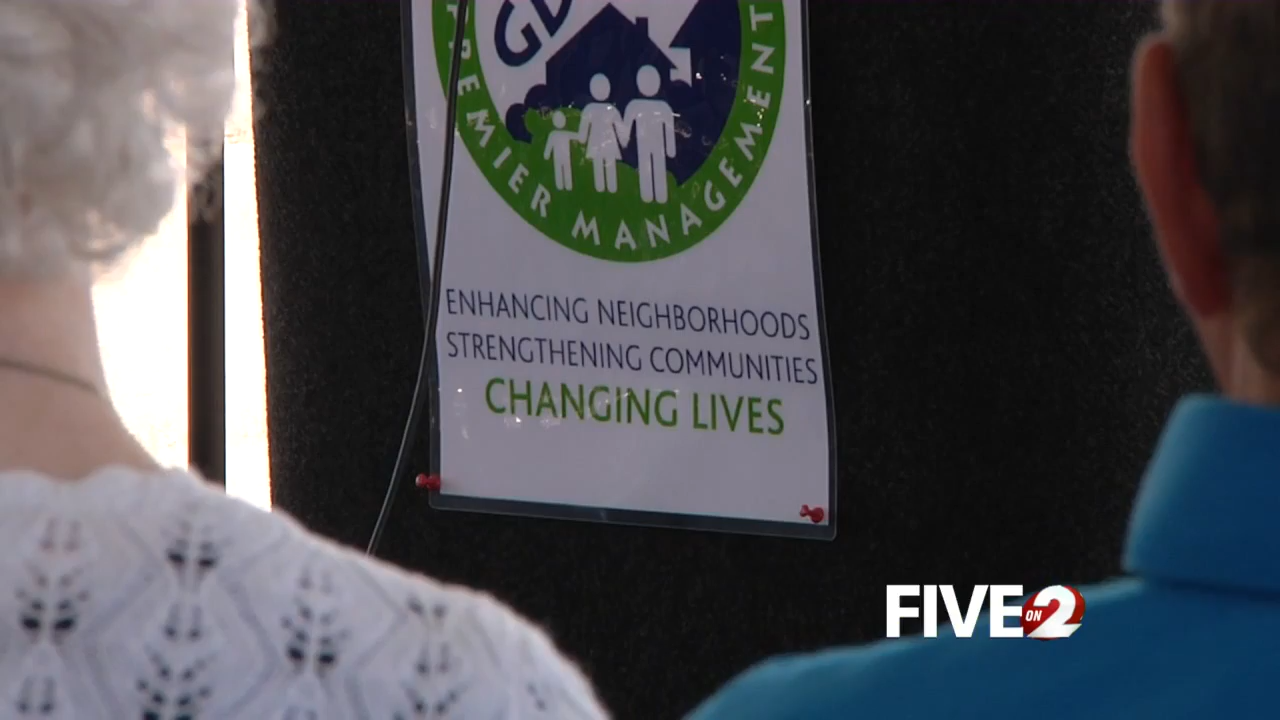 PREMIER MANAGEMENT
ENHANCING NEIGHBORHOODS
STRENGTHENING COMMUNITIES
CHANGING LIVES
FIVE ON 2